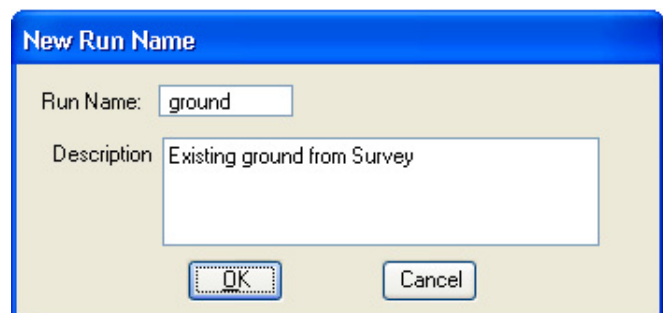 New Run Name
Run Name: ground
Description Existing ground from Survey
OK Cancel